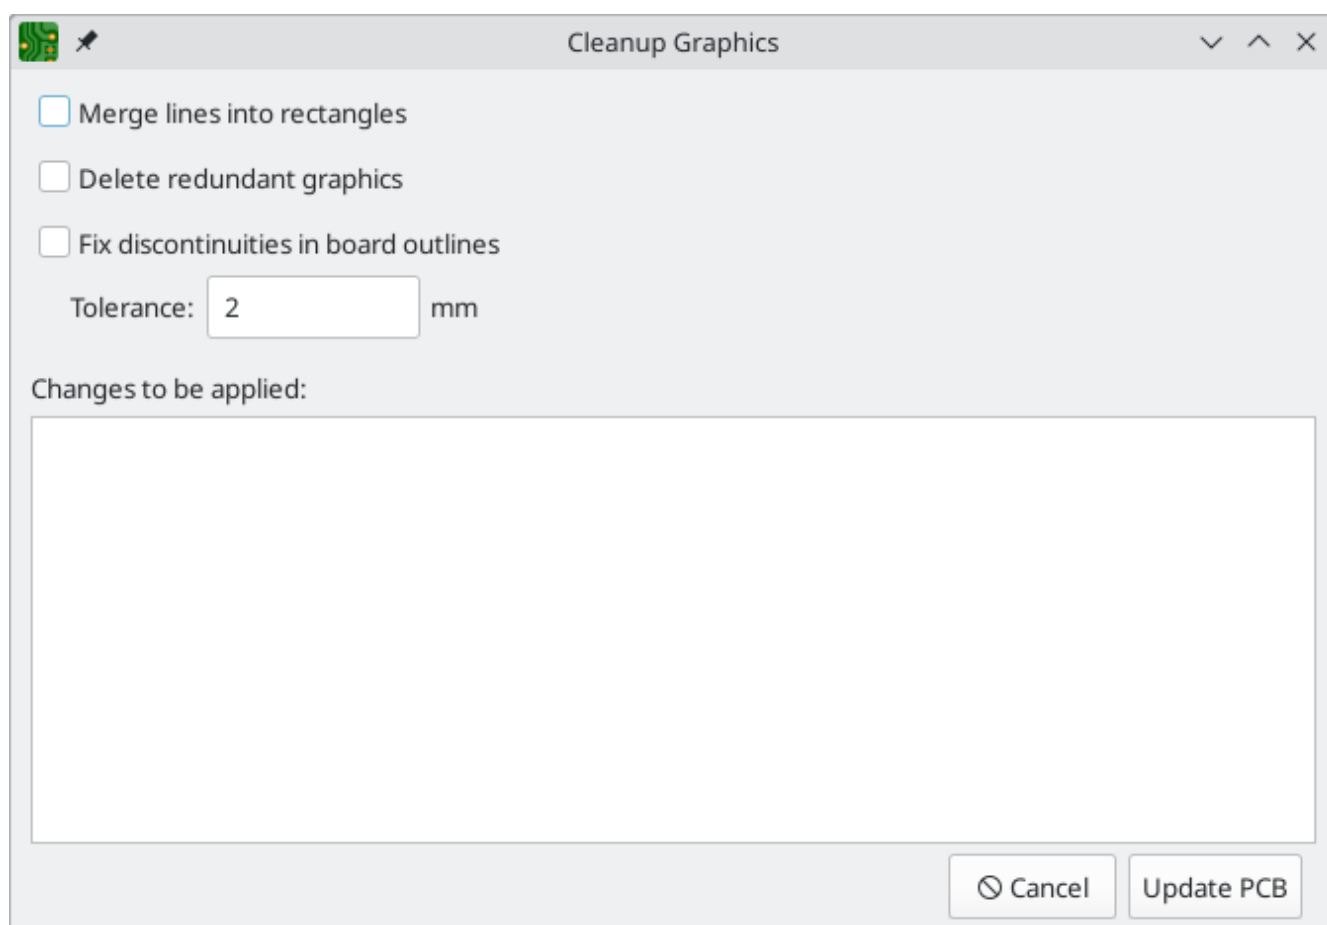 Cleanup Graphics
Merge lines into rectangles
Delete redundant graphics
Fix discontinuities in board outlines
Tolerance: 2 mm
Changes to be applied:
Cancel Update PCB